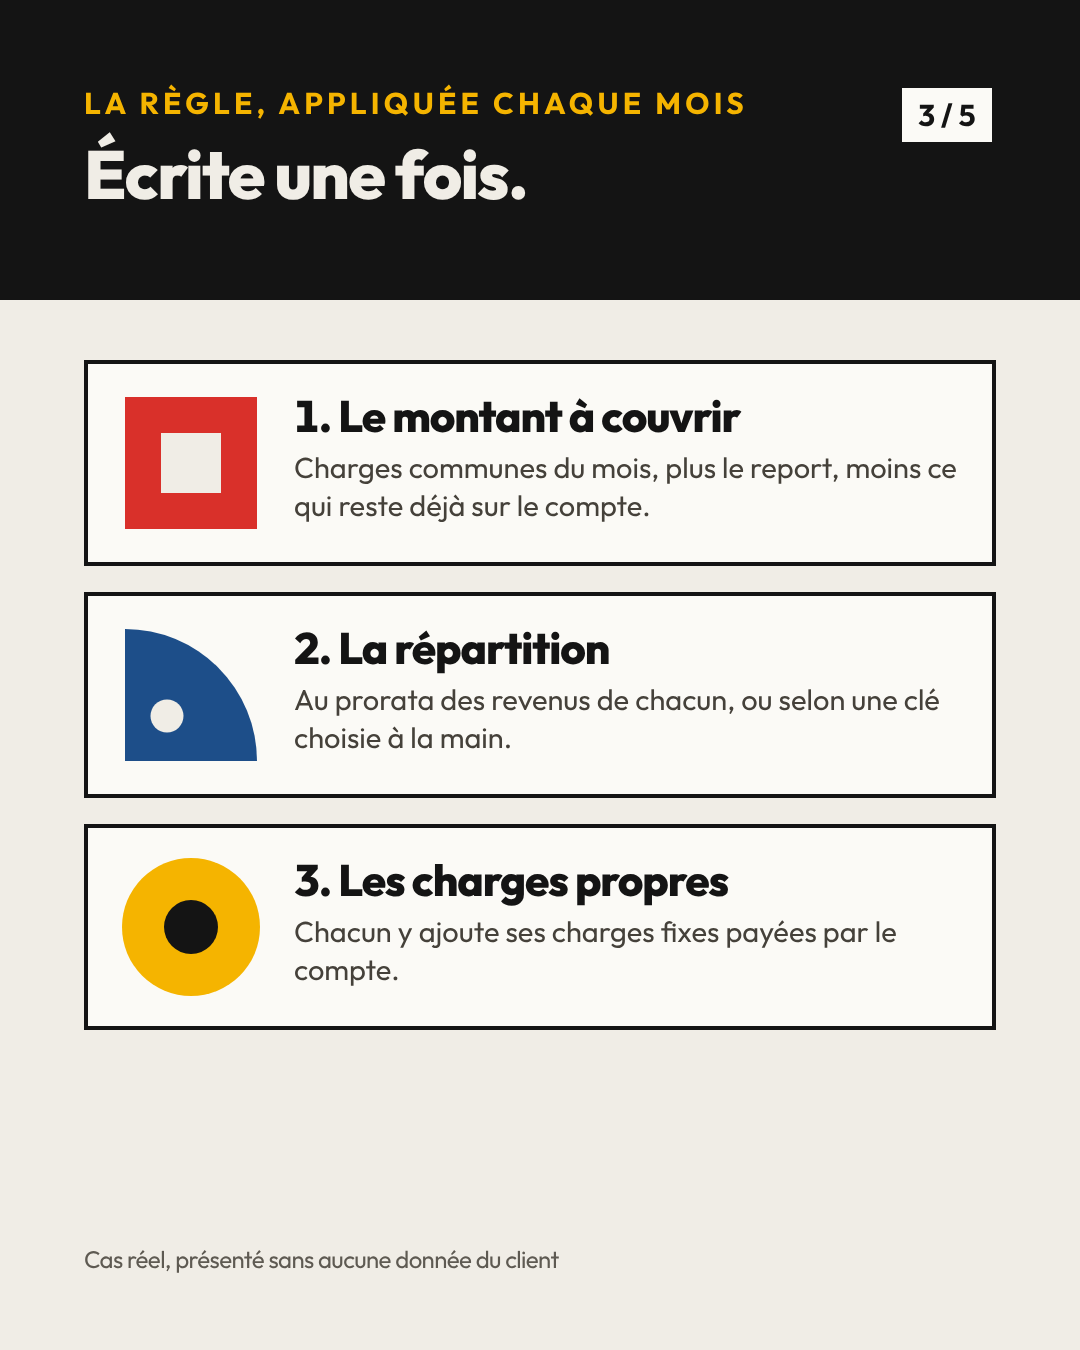 LA RÈGLE, APPLIQUÉE CHAQUE MOIS
3 / 5
Écrite une fois.
1. Le montant à couvrir
Charges communes du mois, plus le report, moins ce
qui reste déjà sur le compte.
2. La répartition
Au prorata des revenus de chacun, ou selon une clé
choisie à la main.
3. Les charges propres
Chacun y ajoute ses charges fixes payées par le
compte.
Cas réel, présenté sans aucune donnée du client